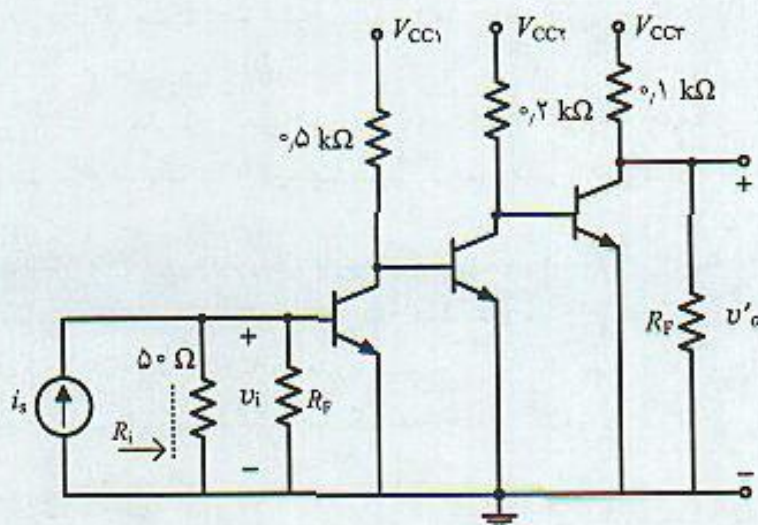 V_CC۱
V_CC۲
V_CC۳
۰٫۵ kΩ
۰٫۲ kΩ
۰٫۱ kΩ
i_s
۵۰ Ω
R_i
+
v_i
−
R_F
+
R_F
v'_o
−